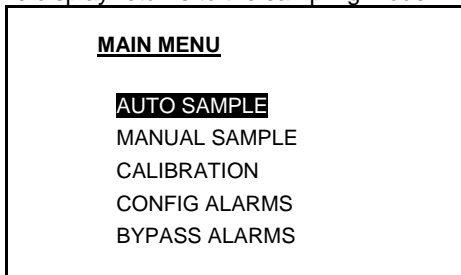 MAIN MENU
AUTO SAMPLE
MANUAL SAMPLE
CALIBRATION
CONFIG ALARMS
BYPASS ALARMS